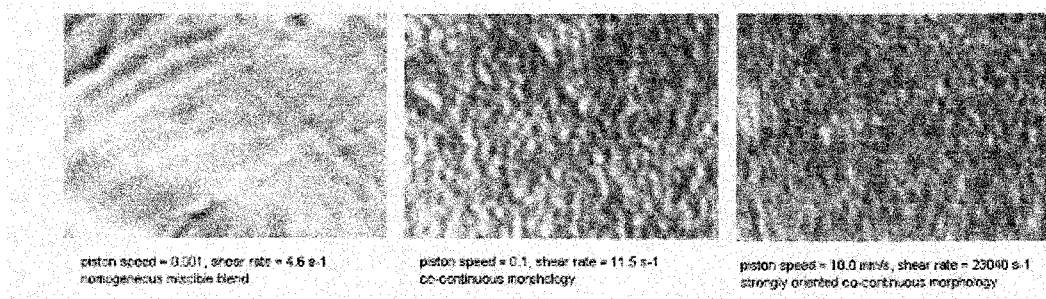 piston speed = 0.001, shear rate = 4.6 s-1
homogeneous miscible blend
piston speed = 0.1, shear rate = 11.5 s-1
co-continuous morphology
piston speed = 10.0 mm/s, shear rate = 23040 s-1
strongly oriented co-continuous morphology